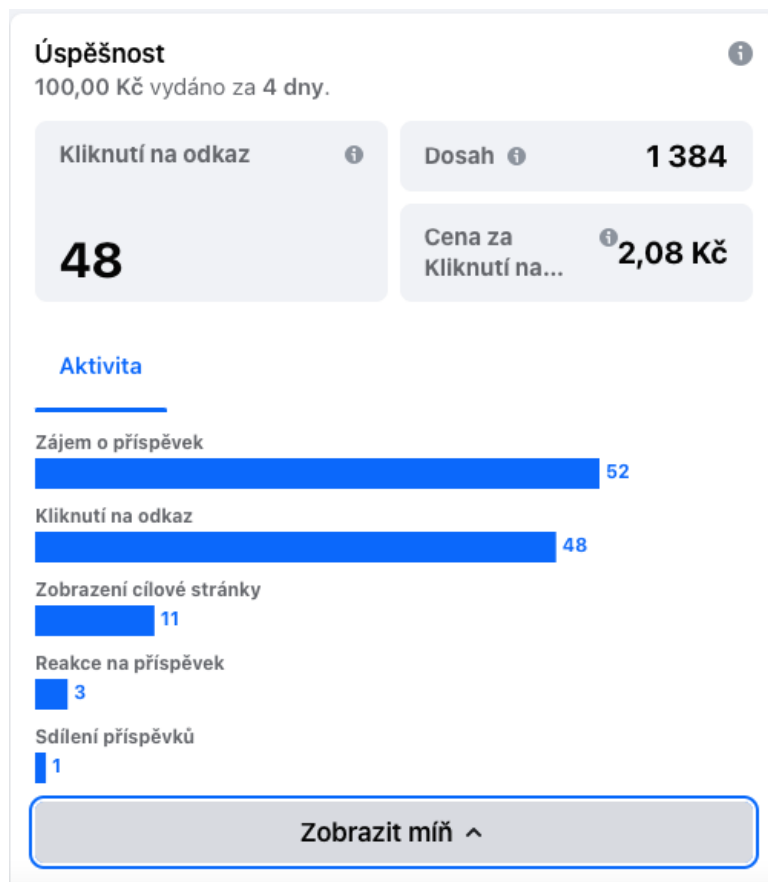 Úspěšnost
100,00 Kč vydáno za 4 dny.
Kliknutí na odkaz
48
Dosah
1 384
Cena za
Kliknutí na...
2,08 Kč
Aktivita
Zájem o příspěvek
52
Kliknutí na odkaz
48
Zobrazení cílové stránky
11
Reakce na příspěvek
3
Sdílení příspěvků
1
Zobrazit míň